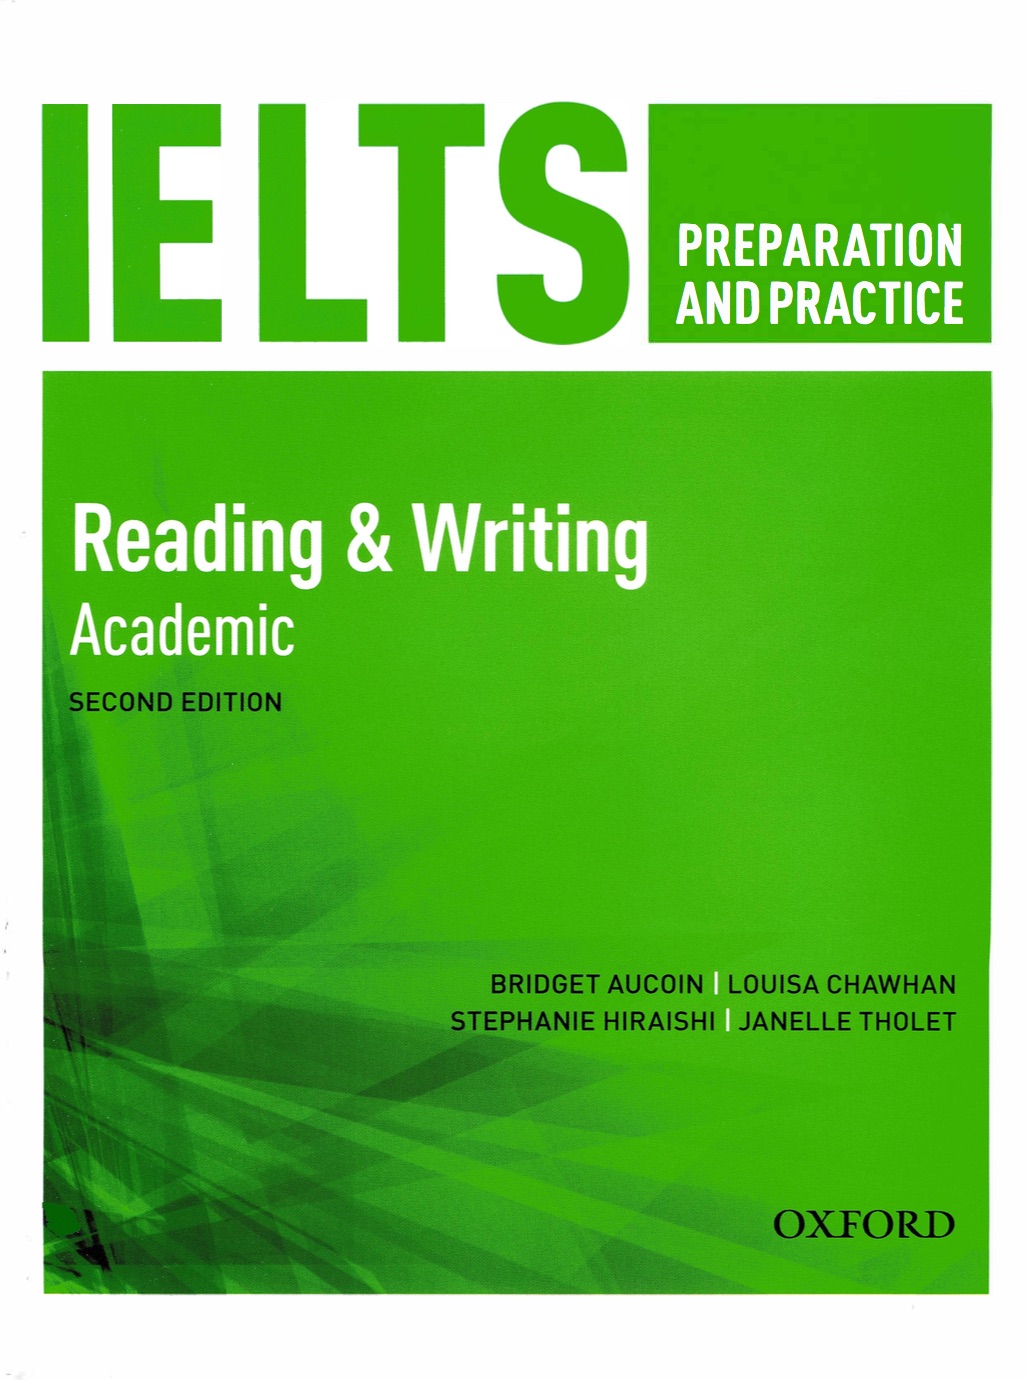 IELTS
PREPARATION
AND PRACTICE
Reading & Writing
Academic
SECOND EDITION
BRIDGET AUCOIN | LOUISA CHAWHAN
STEPHANIE HIRAISHI | JANELLE THOLET
OXFORD